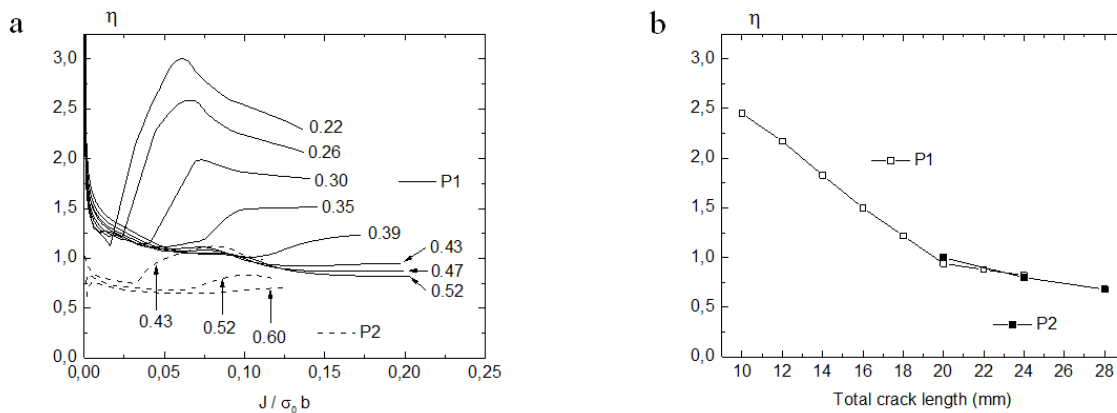 a
η
3,0
2,5
2,0
1,5
1,0
0,5
0,0
0.22
0.26
0.30
0.35
0.39
0.43
0.47
0.52
P1
0.43
0.52
0.60
P2
0,00 0,05 0,10 0,15 0,20 0,25
J / σ0 b
b
η
3,0
2,5
2,0
1,5
1,0
0,5
0,0
P1
P2
10 12 14 16 18 20 22 24 26 28
Total crack length (mm)